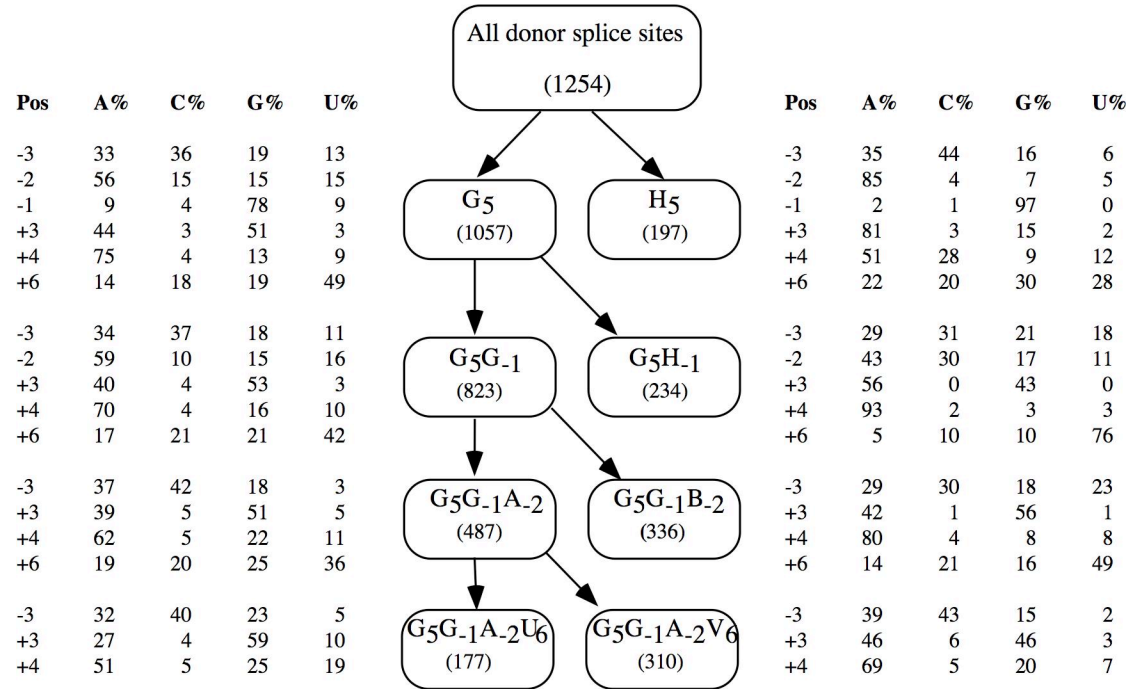 All donor splice sites
(1254)
Pos A% C% G% U%
-3 33 36 19 13
-2 56 15 15 15
-1 9 4 78 9
+3 44 3 51 3
+4 75 4 13 9
+6 14 18 19 49
G5
(1057)
H5
(197)
Pos A% C% G% U%
-3 35 44 16 6
-2 85 4 7 5
-1 2 1 97 0
+3 81 3 15 2
+4 51 28 9 12
+6 22 20 30 28
-3 34 37 18 11
-2 59 10 15 16
+3 40 4 53 3
+4 70 4 16 10
+6 17 21 21 42
G5G-1
(823)
G5H-1
(234)
-3 29 31 21 18
-2 43 30 17 11
+3 56 0 43 0
+4 93 2 3 3
+6 5 10 10 76
-3 37 42 18 3
+3 39 5 51 5
+4 62 5 22 11
+6 19 20 25 36
G5G-1A-2
(487)
G5G-1B-2
(336)
-3 29 30 18 23
+3 42 1 56 1
+4 80 4 8 8
+6 14 21 16 49
-3 32 40 23 5
+3 27 4 59 10
+4 51 5 25 19
G5G-1A-2U6
(177)
G5G-1A-2V6
(310)
-3 39 43 15 2
+3 46 6 46 3
+4 69 5 20 7